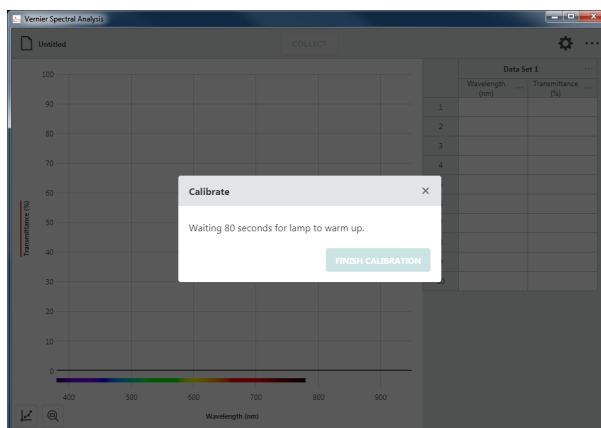 Vernier Spectral Analysis
Untitled
COLLECT
Data Set 1
Wavelength (nm)
Transmittance (%)
1
2
3
4
100
90
80
70
60
50
40
30
20
10
0
Transmittance (%)
Calibrate
Waiting 80 seconds for lamp to warm up.
FINISH CALIBRATION
400 500 600 700 800 900
Wavelength (nm)